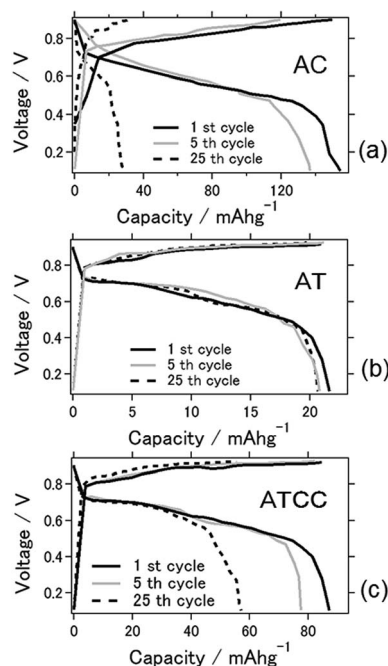 0.8
0.6
0.4
0.2
Voltage / V
AC
1 st cycle
5 th cycle
25 th cycle
0 40 80 120
Capacity / mAhg⁻¹
(a)
0.8
0.6
0.4
0.2
Voltage / V
AT
1 st cycle
5 th cycle
25 th cycle
0 5 10 15 20
Capacity / mAhg⁻¹
(b)
0.8
0.6
0.4
0.2
Voltage / V
ATCC
1 st cycle
5 th cycle
25 th cycle
0 20 40 60 80
Capacity / mAhg⁻¹
(c)